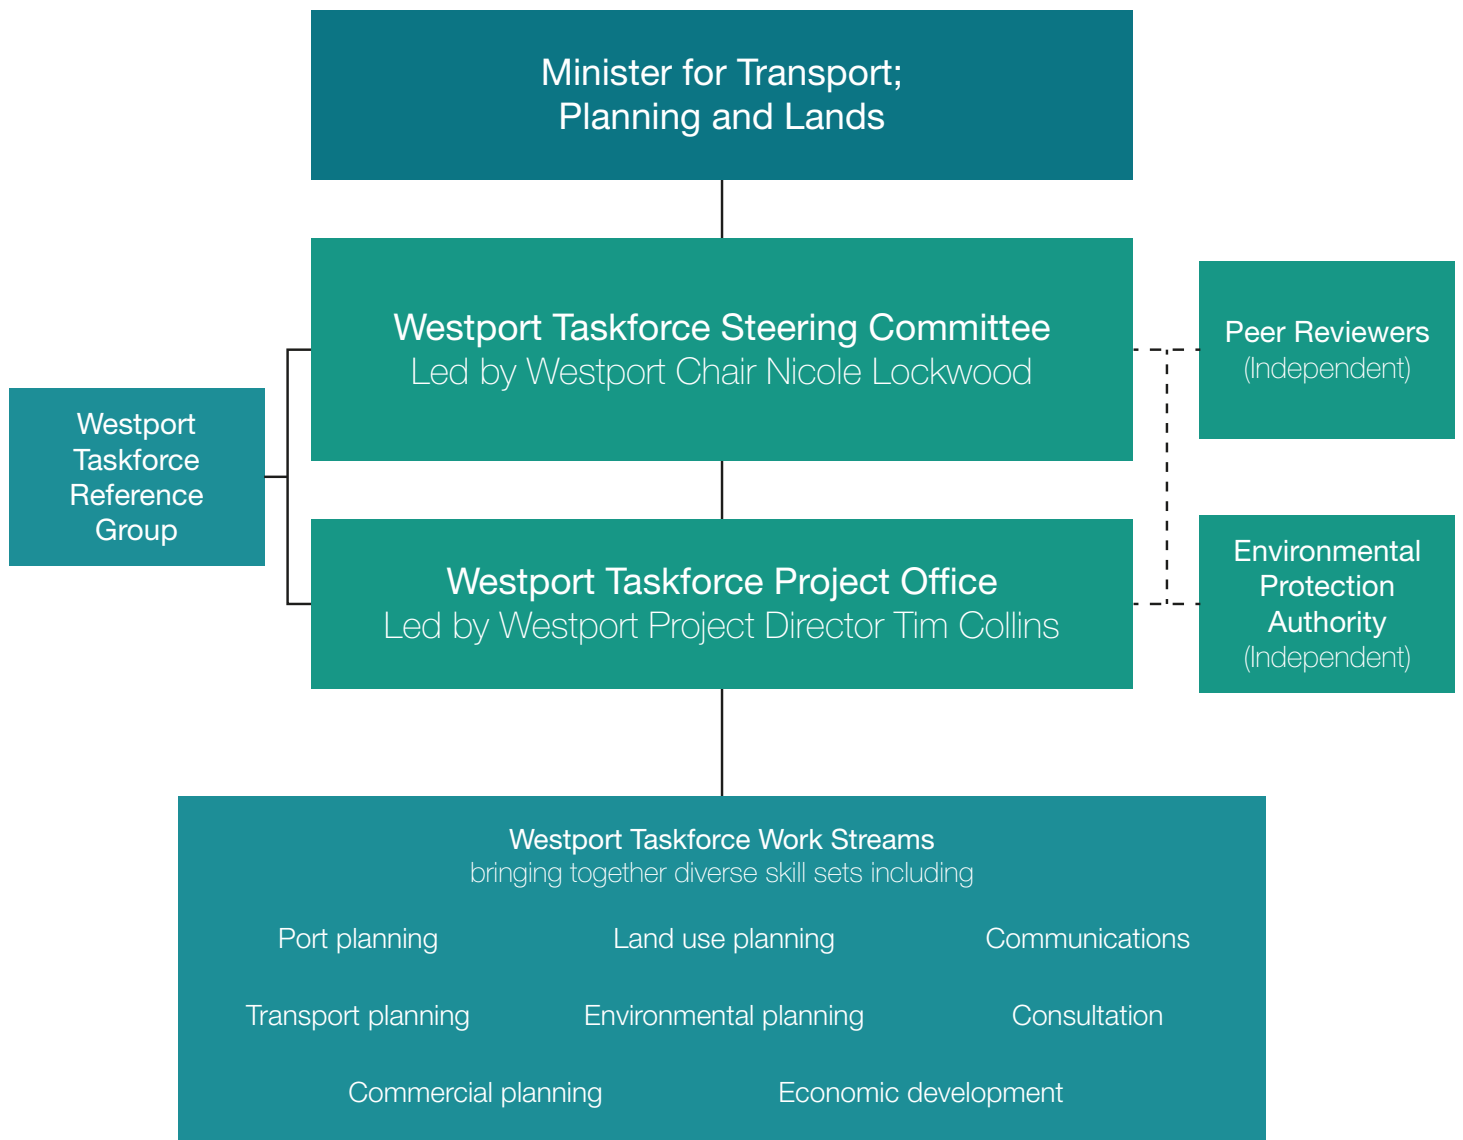 Minister for Transport;
Planning and Lands
Westport Taskforce Steering Committee
Led by Westport Chair Nicole Lockwood
Peer Reviewers
(Independent)
Westport
Taskforce
Reference
Group
Westport Taskforce Project Office
Led by Westport Project Director Tim Collins
Environmental
Protection
Authority
(Independent)
Westport Taskforce Work Streams
bringing together diverse skill sets including
Port planning
Land use planning
Communications
Transport planning
Environmental planning
Consultation
Commercial planning
Economic development